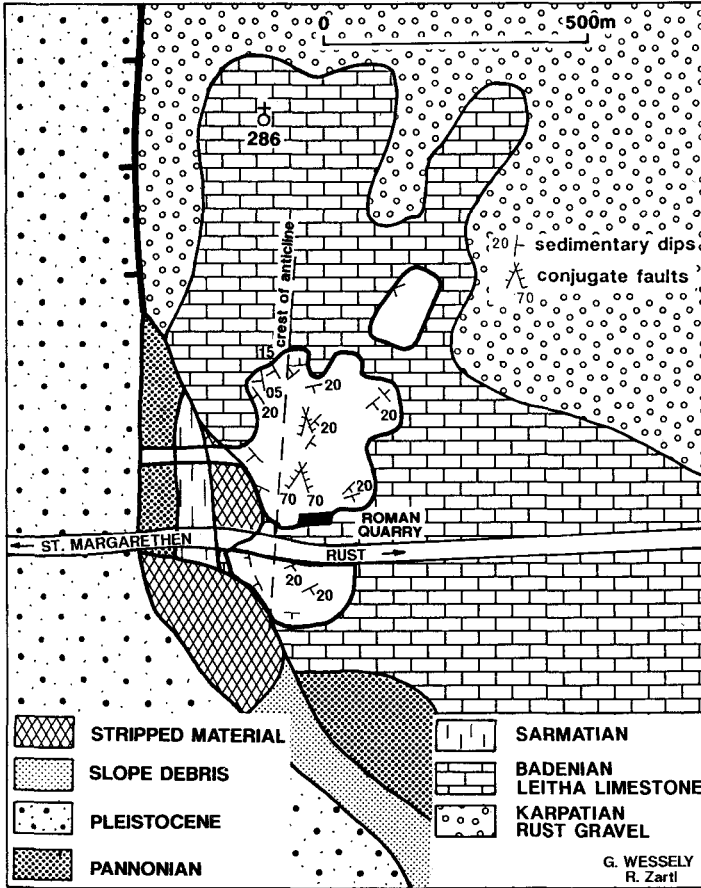 0 500m
286
crest of anticline
20 sedimentary dips
conjugate faults
70
15
05
20
20
20
20
70
70
20
ROMAN
QUARRY
ST. MARGARETHEN
RUST
20
20
STRIPPED MATERIAL
SLOPE DEBRIS
PLEISTOCENE
PANNONIAN
SARMATIAN
BADENIAN
LEITHA LIMESTONE
KARPATIAN
RUST GRAVEL
G. WESSELY
R. Zartl